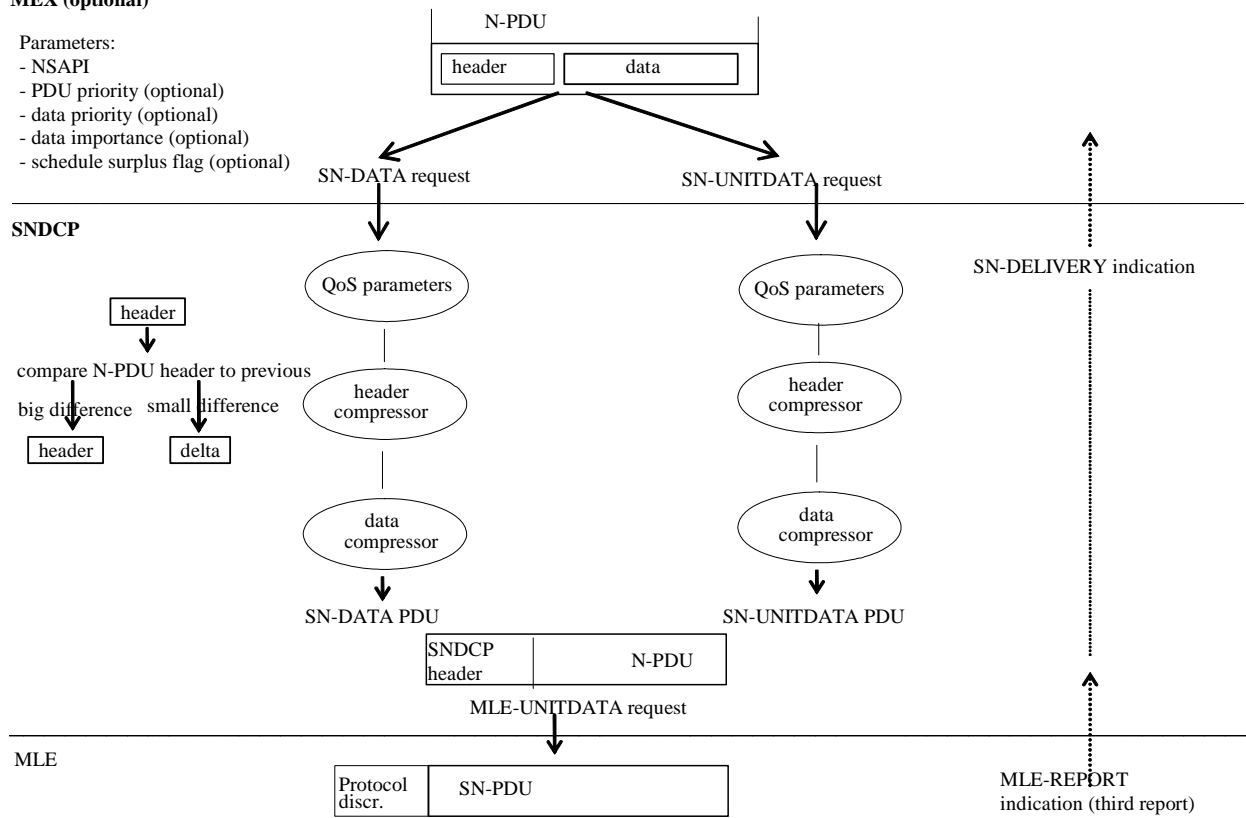 MEX (optional)
N-PDU
Parameters:
- NSAPI
- PDU priority (optional)
- data priority (optional)
- data importance (optional)
- schedule surplus flag (optional)
header
data
SN-DATA request
SN-UNITDATA request
SNDCP
SN-DELIVERY indication
QoS parameters
QoS parameters
header
compare N-PDU header to previous
big difference
small difference
header
delta
header
compressor
header
compressor
data
compressor
data
compressor
SN-DATA PDU
SN-UNITDATA PDU
SNDCP
header
N-PDU
MLE-UNITDATA request
MLE
Protocol
discr.
SN-PDU
MLE-REPORT
indication (third report)